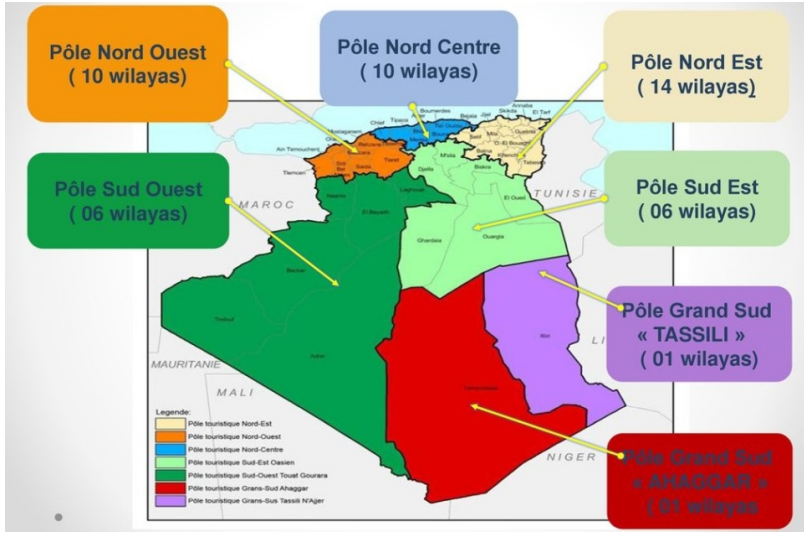 Pôle Nord Ouest
( 10 wilayas)
Pôle Nord Centre
( 10 wilayas)
Pôle Nord Est
( 14 wilayas)
Pôle Sud Ouest
( 06 wilayas)
Pôle Sud Est
( 06 wilayas)
Pôle Grand Sud
« TASSILI »
( 01 wilayas)
Pôle Grand Sud
« AHAGGAR »
( 01 wilayas
Annaba
Boumerdes
Skikda
Chlef
Tipaza
Bejaia
Jijel
El Tarf
Mostaganem
Ain Temouchent
Tlemcen
Saida
Tiaret
M'sila
Djelfa
Biskra
Batna
Mila
Setif
Khenchela
Tebessa
Laghouat
Naama
El Bayadh
El Oued
Ghardaia
Ouargla
Bechar
Tindouf
Adrar
Illizi
Tamanrasset
MAROC
TUNISIE
MAURITANIE
MALI
NIGER
LI
Legende:
Pôle touristique Nord-Est
Pôle touristique Nord-Ouest
Pôle touristique Nord-Centre
Pôle touristique Sud-Est Oasien
Pôle touristique Sud-Ouest Touat Gourara
Pôle touristique Grans-Sud Ahaggar
Pôle touristique Grans-Sus Tassili N'Ajer